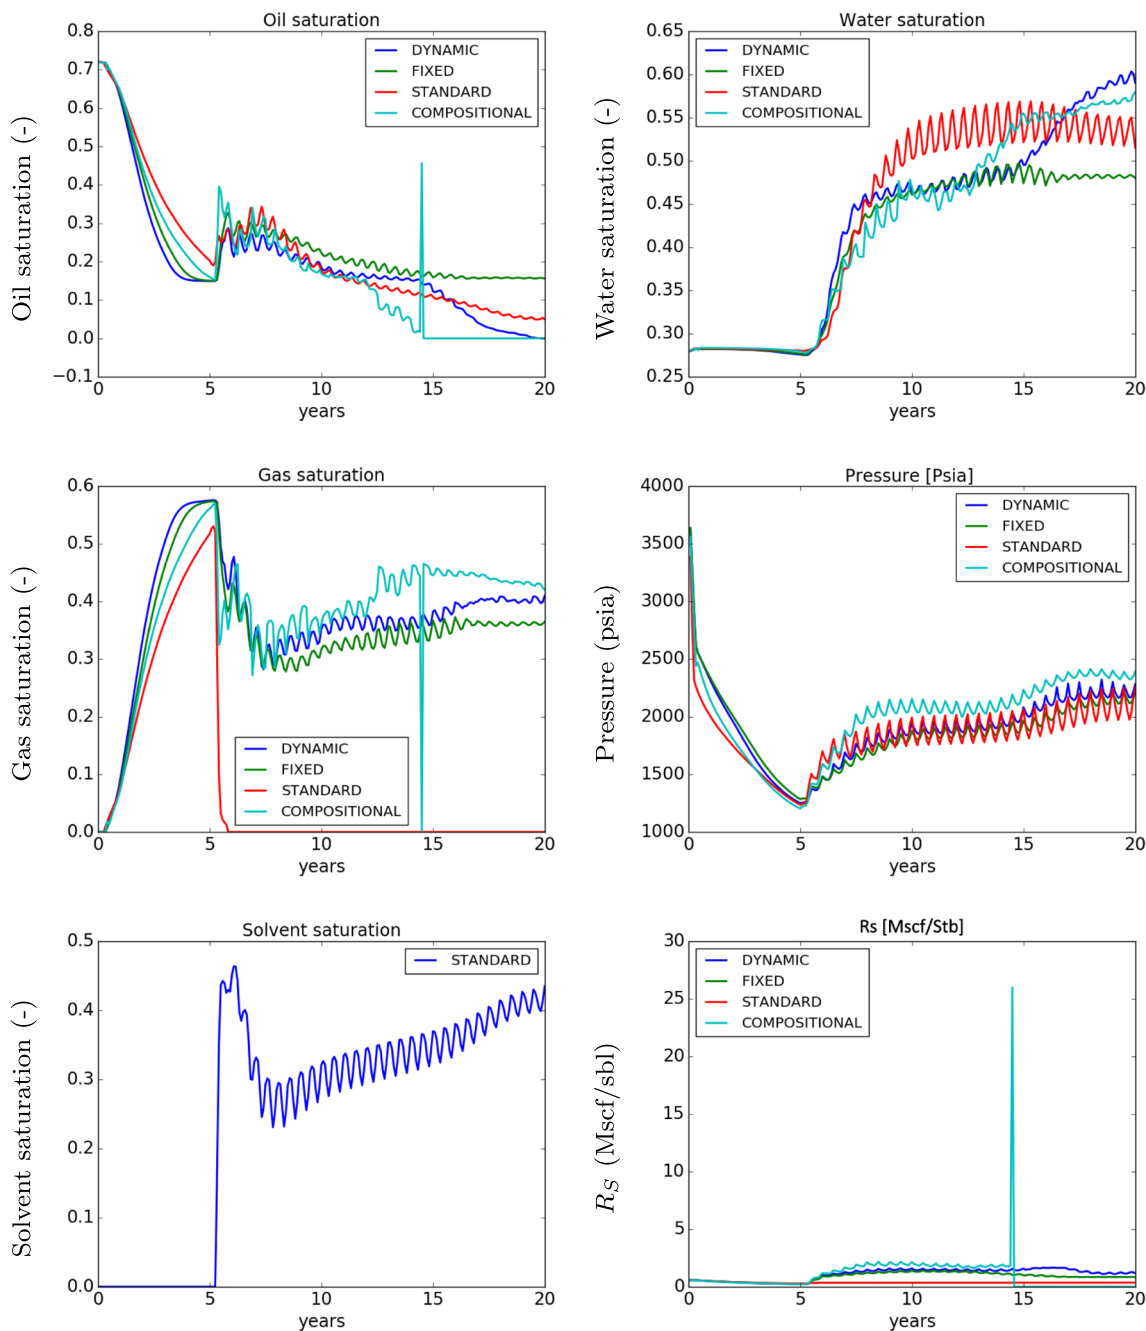 Oil saturation
Oil saturation (-)
0.8
0.7
0.6
0.5
0.4
0.3
0.2
0.1
0.0
−0.1
DYNAMIC
FIXED
STANDARD
COMPOSITIONAL
0 5 10 15 20
years
Water saturation
Water saturation (-)
0.65
0.60
0.55
0.50
0.45
0.40
0.35
0.30
0.25
DYNAMIC
FIXED
STANDARD
COMPOSITIONAL
0 5 10 15 20
years
Gas saturation
Gas saturation (-)
0.6
0.5
0.4
0.3
0.2
0.1
0.0
DYNAMIC
FIXED
STANDARD
COMPOSITIONAL
0 5 10 15 20
years
Pressure [Psia]
Pressure (psia)
4000
3500
3000
2500
2000
1500
1000
DYNAMIC
FIXED
STANDARD
COMPOSITIONAL
0 5 10 15 20
years
Solvent saturation
Solvent saturation (-)
0.5
0.4
0.3
0.2
0.1
0.0
STANDARD
0 5 10 15 20
years
Rs [Mscf/Stb]
R_S (Mscf/sbl)
30
25
20
15
10
5
0
DYNAMIC
FIXED
STANDARD
COMPOSITIONAL
0 5 10 15 20
years